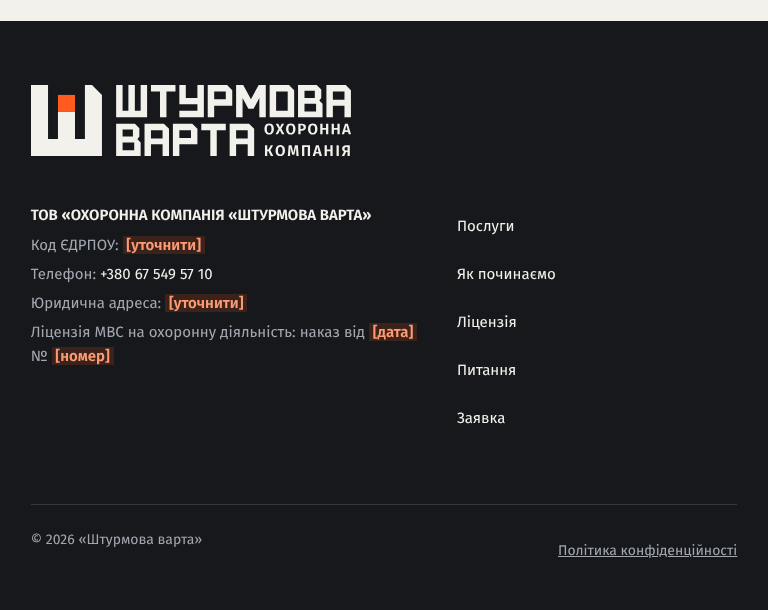 ШТУРМОВА
ВАРТА ОХОРОННА
КОМПАНІЯ
ТОВ «ОХОРОННА КОМПАНІЯ «ШТУРМОВА ВАРТА»
Код ЄДРПОУ: [уточнити]
Телефон: +380 67 549 57 10
Юридична адреса: [уточнити]
Ліцензія МВС на охоронну діяльність: наказ від [дата]
№ [номер]
Послуги
Як починаємо
Ліцензія
Питання
Заявка
© 2026 «Штурмова варта»
Політика конфіденційності